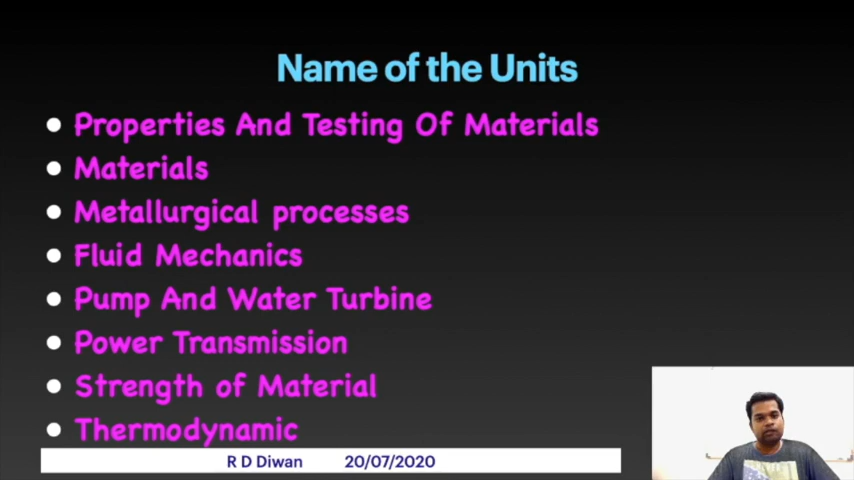 Name of the Units
Properties And Testing Of Materials
Materials
Metallurgical processes
Fluid Mechanics
Pump And Water Turbine
Power Transmission
Strength of Material
Thermodynamic
R D Diwan 20/07/2020